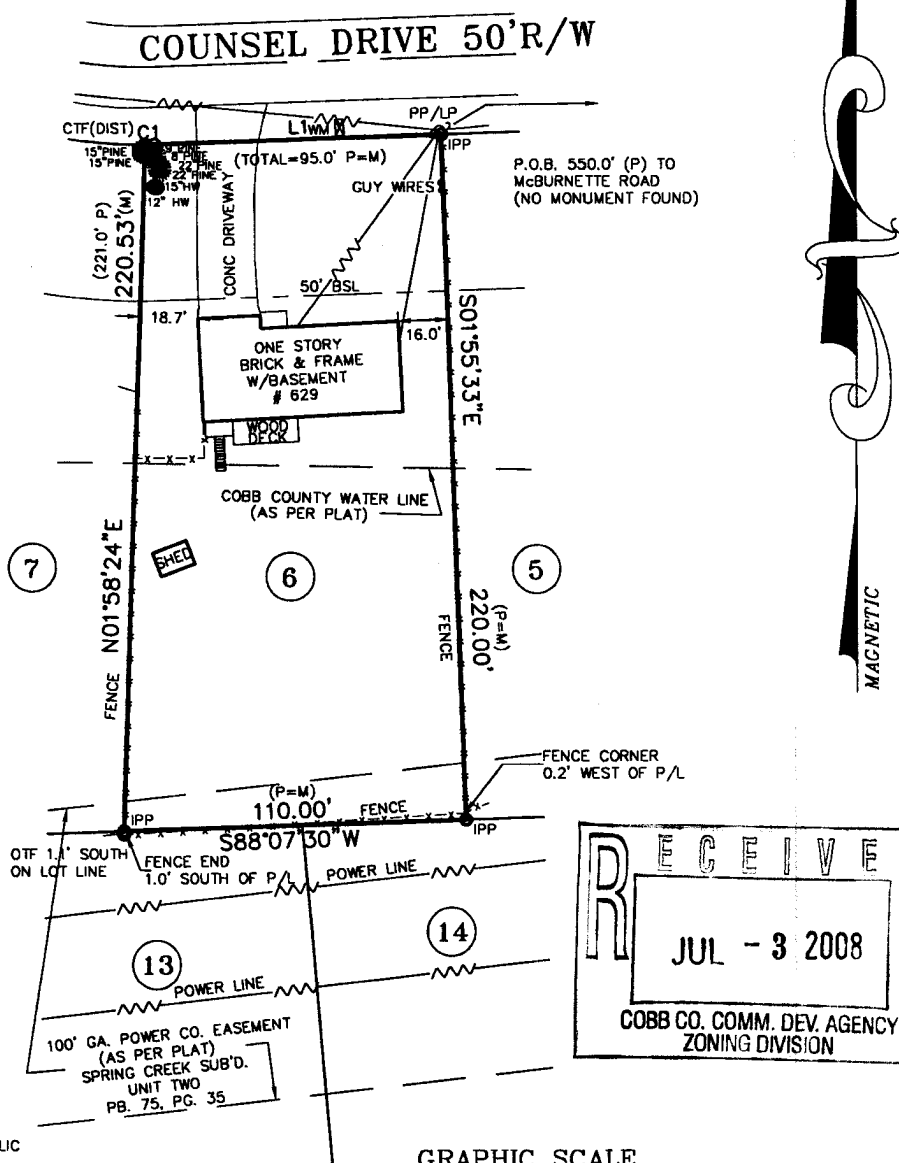 COUNSEL DRIVE 50'R/W
PP/LP
CTF(DIST) C1
L1 WM
IPP
15"PINE
9 PINE
15"PINE
8 PINE
22 PINE
22"PINE
15"HW
12" HW
(TOTAL=95.0' P=M)
P.O.B. 550.0' (P) TO
McBURNETTE ROAD
(NO MONUMENT FOUND)
GUY WIRES
(221.0' P)
220.53'(M)
CONC DRIVEWAY
50' BSL
18.7'
16.0'
S01°55'33"E
ONE STORY
BRICK & FRAME
W/BASEMENT
# 629
WOOD
DECK
COBB COUNTY WATER LINE
(AS PER PLAT)
N01°58'24"E
SHED
7
6
5
(P=M)
220.00'
FENCE
FENCE
MAGNETIC
FENCE CORNER
0.2' WEST OF P/L
(P=M)
110.00'
FENCE
IPP
IPP
S88°07'30"W
OTF 1.1' SOUTH
ON LOT LINE
FENCE END
1.0' SOUTH OF P/L
POWER LINE
13
14
POWER LINE
100' GA. POWER CO. EASEMENT
(AS PER PLAT)
SPRING CREEK SUB'D.
UNIT TWO
PB. 75, PG. 35
RECEIVE
JUL - 3 2008
COBB CO. COMM. DEV. AGENCY
ZONING DIVISION
LIC
GRAPHIC SCALE